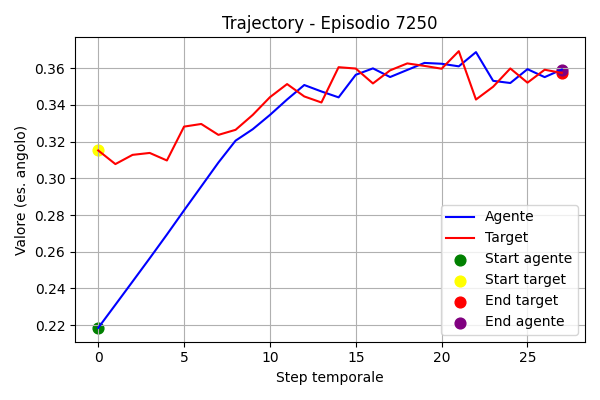 Trajectory - Episodio 7250
Valore (es. angolo)
0.36
0.34
0.32
0.30
0.28
0.26
0.24
0.22
0 5 10 15 20 25
Step temporale
Agente
Target
Start agente
Start target
End target
End agente